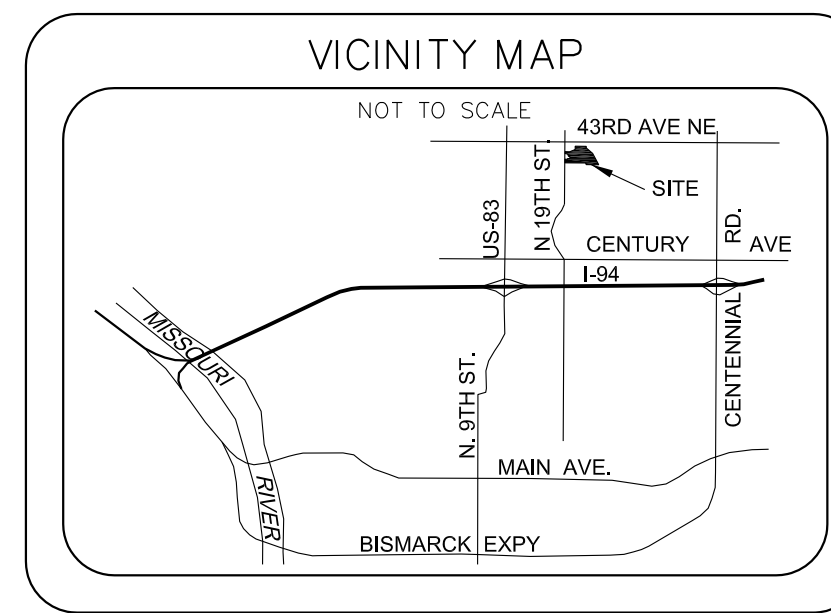 VICINITY MAP
NOT TO SCALE
43RD AVE NE
SITE
US-83
N 19TH ST.
CENTURY AVE
RD.
I-94
MISSOURI
CENTENNIAL
N. 9TH ST.
MAIN AVE.
RIVER
BISMARCK EXPY